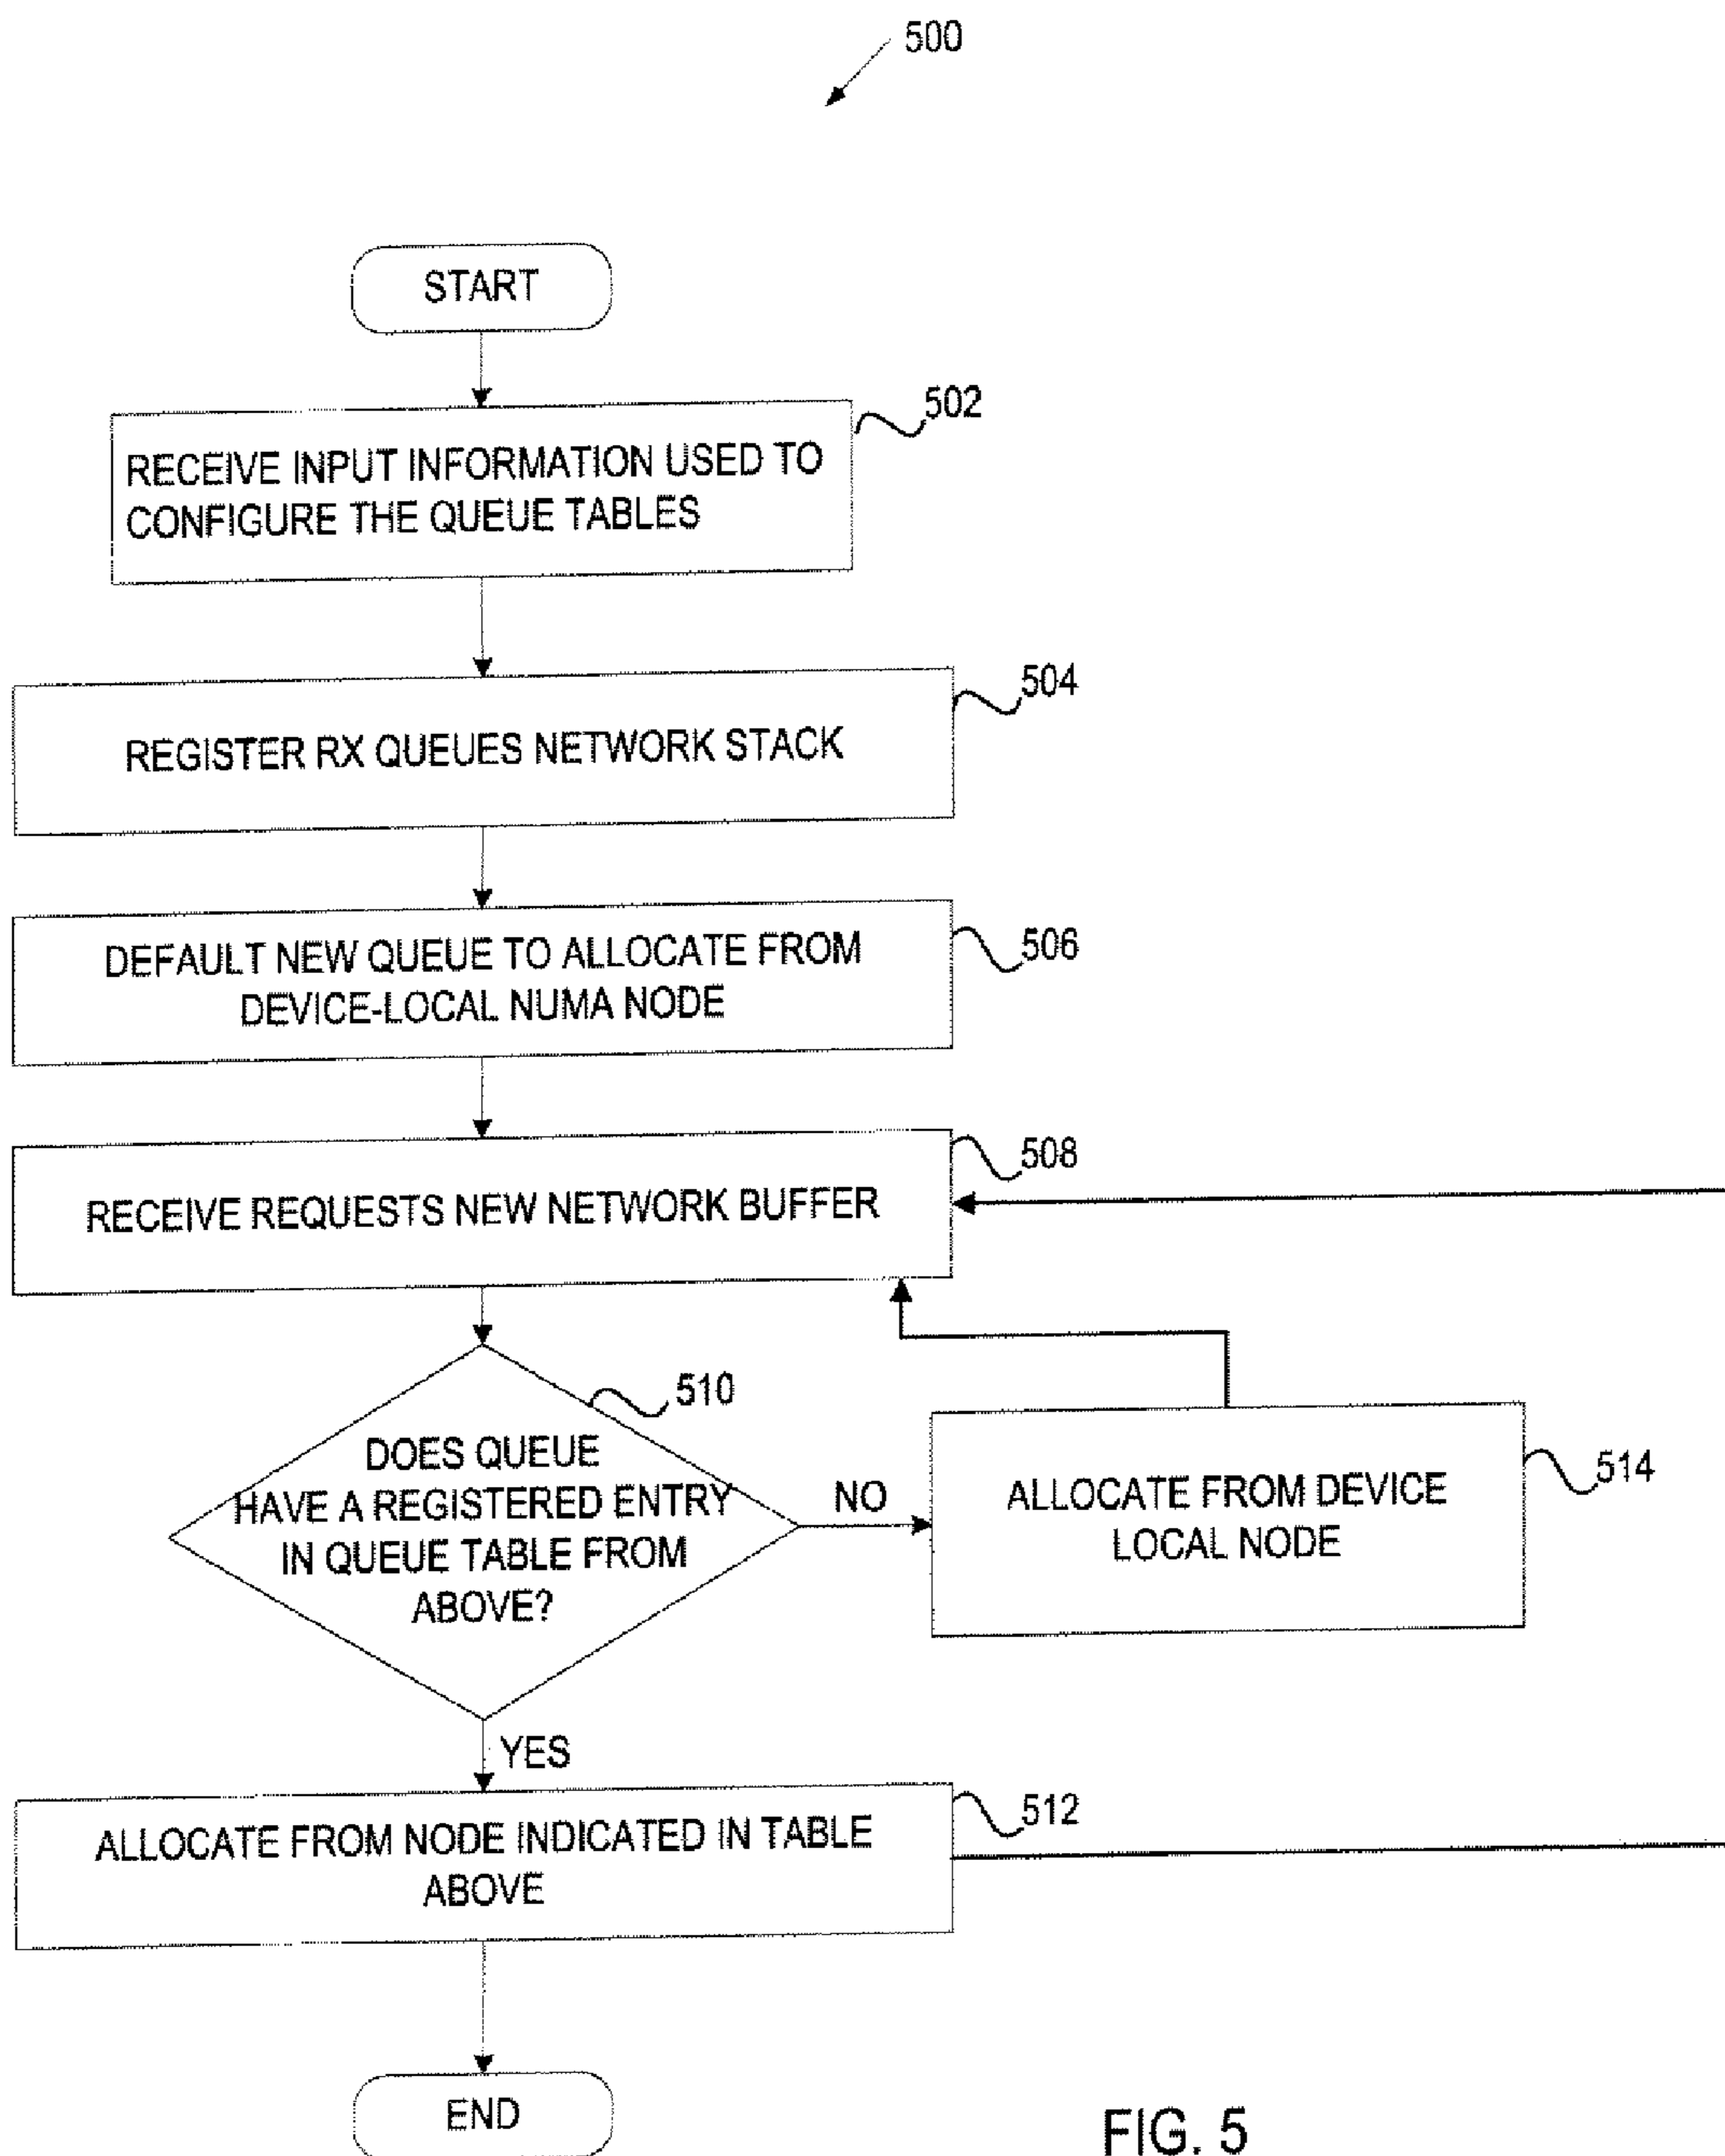 500
START
502
RECEIVE INPUT INFORMATION USED TO
CONFIGURE THE QUEUE TABLES
504
REGISTER RX QUEUES NETWORK STACK
DEFAULT NEW QUEUE TO ALLOCATE FROM
DEVICE-LOCAL NUMA NODE
506
508
RECEIVE REQUESTS NEW NETWORK BUFFER
510
DOES QUEUE
HAVE A REGISTERED ENTRY
IN QUEUE TABLE FROM
ABOVE?
NO
ALLOCATE FROM DEVICE
LOCAL NODE
514
YES
512
ALLOCATE FROM NODE INDICATED IN TABLE
ABOVE
END
FIG. 5